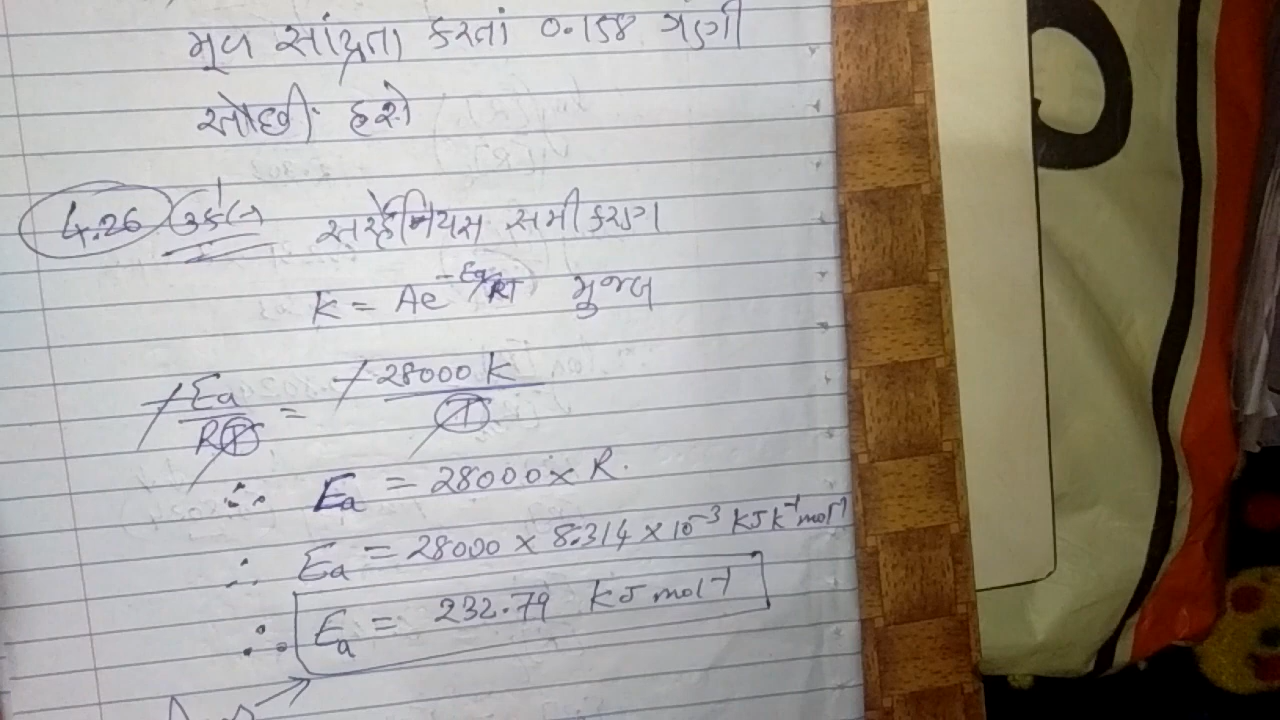 મૂળ સાંદ્રતા કરતાં 0.158 ગણી
ઓછી હશે
4.26 ઉકેલ આર્હેનિયસ સમીકરણ
k = Ae^{-Ea/RT} મુજબ
-Ea/RT = -28000 k/T
∴ Ea = 28000 × R.
∴ Ea = 28000 × 8.314 × 10⁻³ kJ k⁻¹ mol⁻¹
∴ Ea = 232.79 kJ mol⁻¹